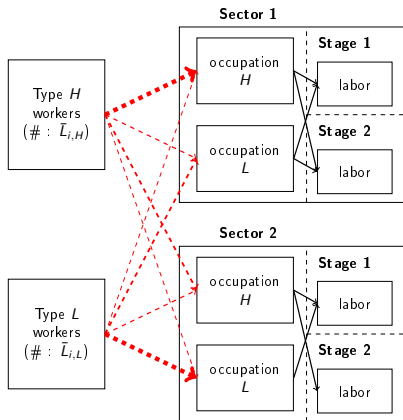 Sector 1
Stage 1
occupation
H
labor
Type H
workers
(# : L̄_{i,H})
Stage 2
occupation
L
labor
Sector 2
Stage 1
occupation
H
labor
Type L
workers
(# : L̄_{i,L})
Stage 2
occupation
L
labor